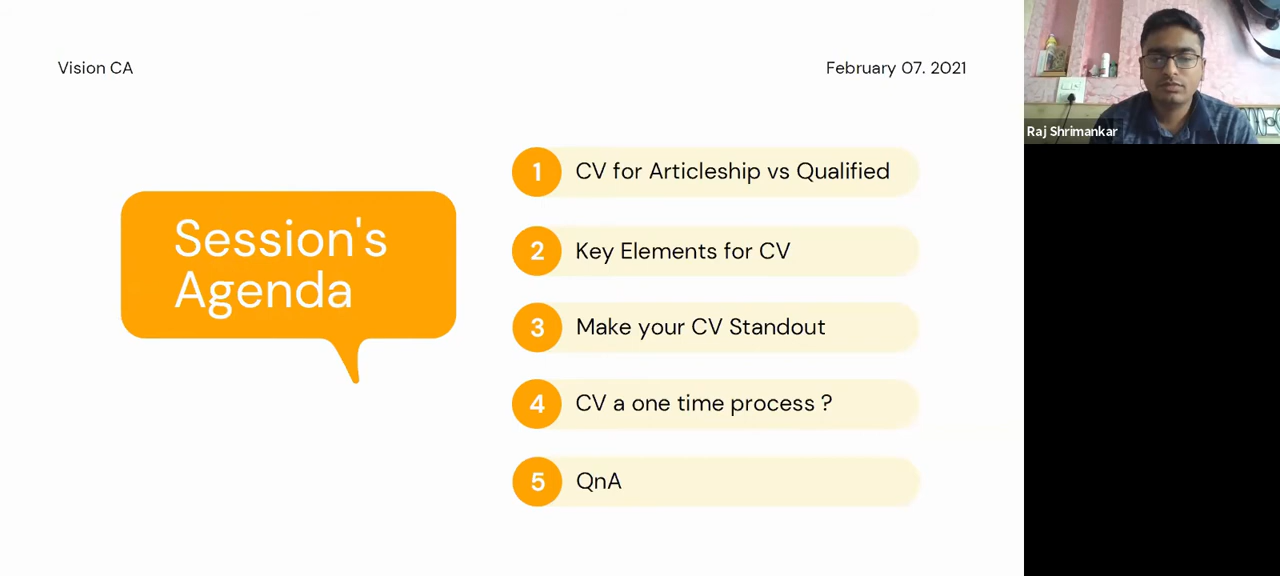 Vision CA
February 07. 2021
Session's
Agenda
1 CV for Articleship vs Qualified
2 Key Elements for CV
3 Make your CV Standout
4 CV a one time process ?
5 QnA
Raj Shrimankar